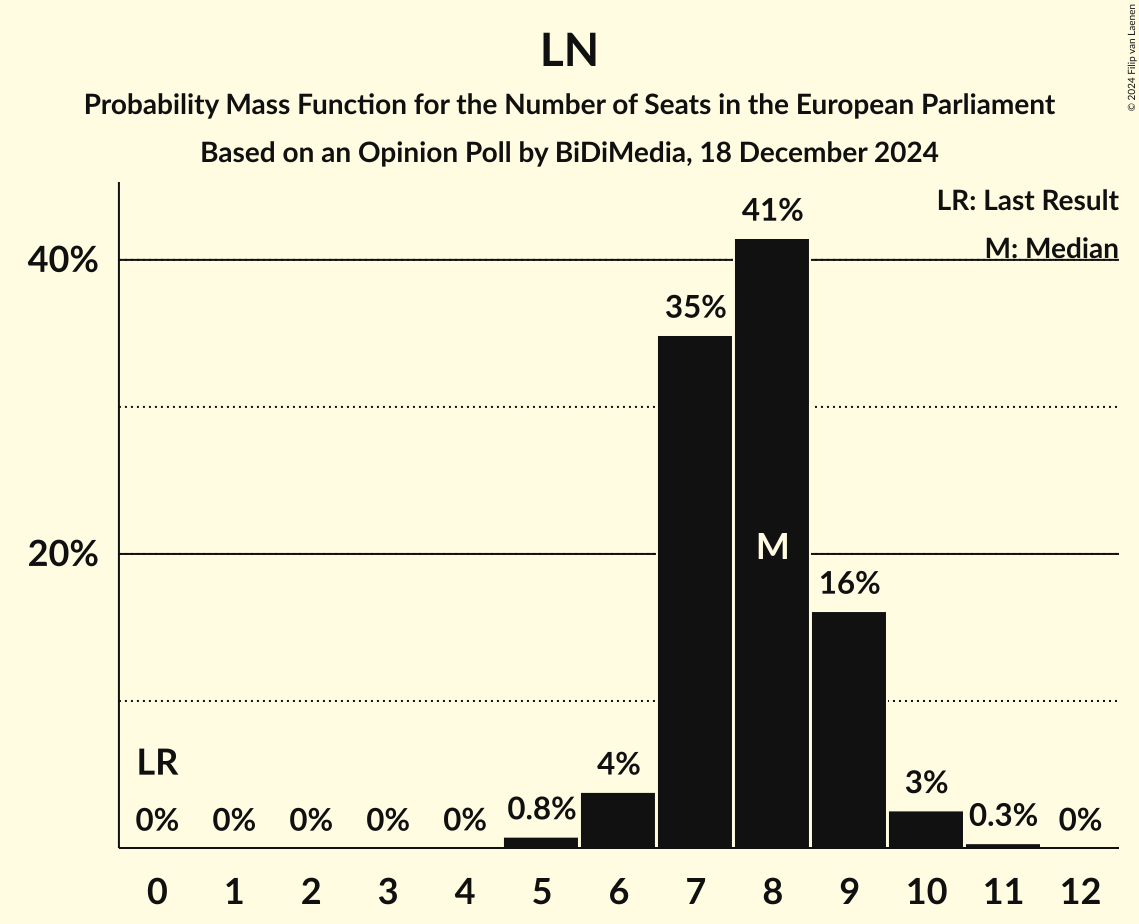 LN
Probability Mass Function for the Number of Seats in the European Parliament
Based on an Opinion Poll by BiDiMedia, 18 December 2024
© 2024 Filip van Laenen
LR: Last Result
M: Median
41%
40%
35%
M
20%
16%
LR
4%
3%
0% 0% 0% 0% 0% 0.8% 0.3% 0%
0 1 2 3 4 5 6 7 8 9 10 11 12